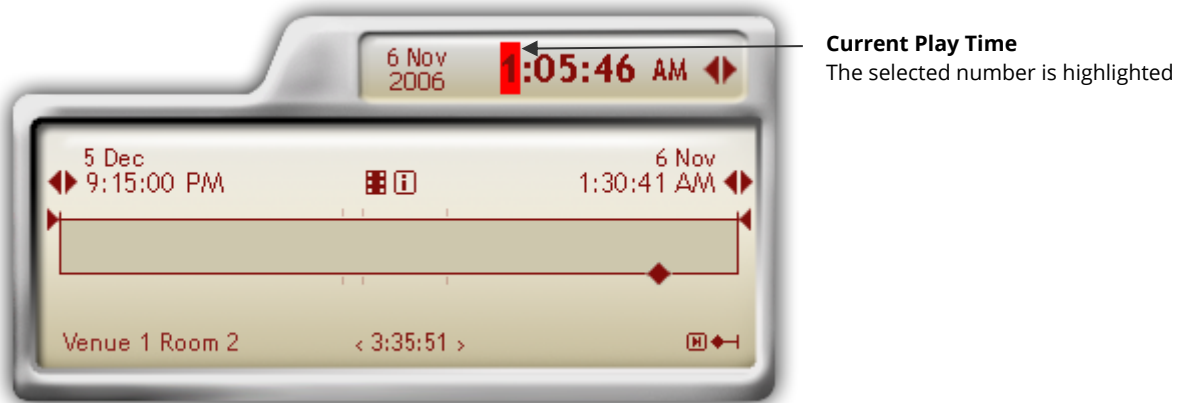 6 Nov
2006
1:05:46 AM
Current Play Time
The selected number is highlighted
5 Dec
9:15:00 PM
6 Nov
1:30:41 AM
Venue 1 Room 2
< 3:35:51 >